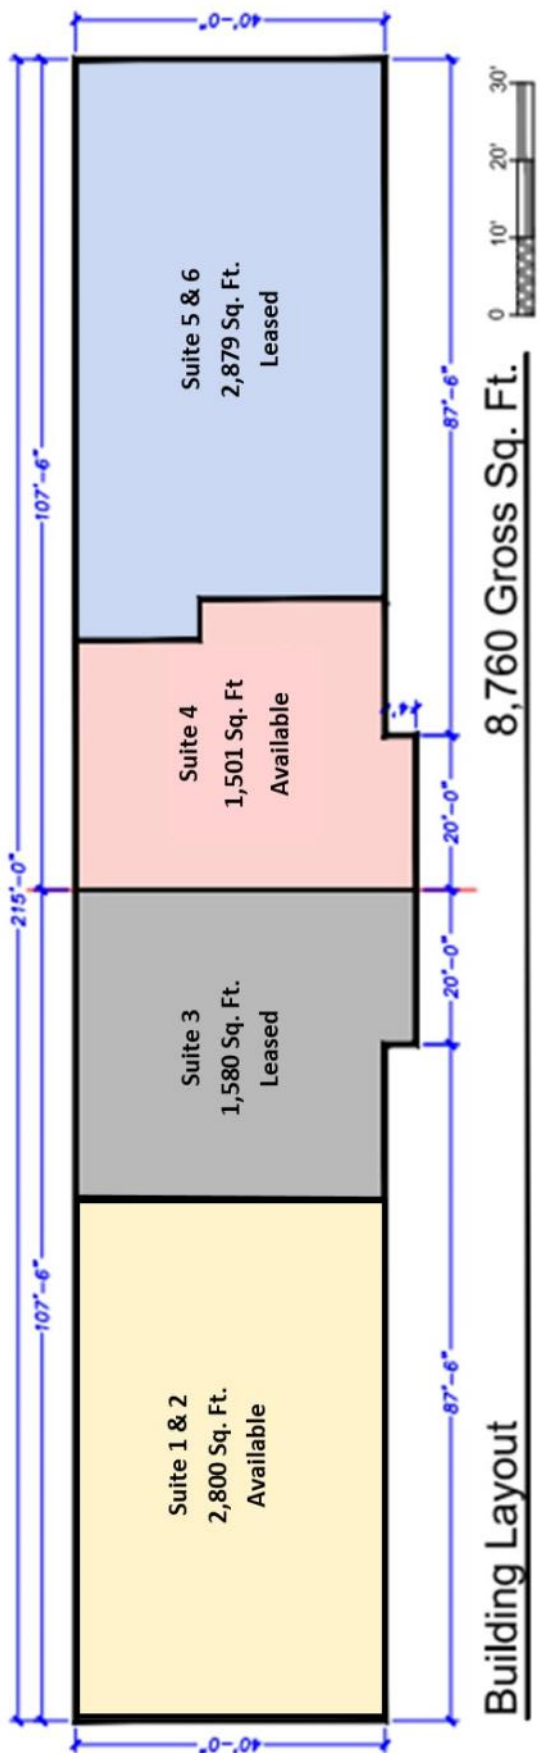 215'-0"
107'-6"
107'-6"
40'-0"
40'-0"
Suite 1 & 2
2,800 Sq. Ft.
Available
Suite 3
1,580 Sq. Ft.
Leased
Suite 4
1,501 Sq. Ft
Available
Suite 5 & 6
2,879 Sq. Ft.
Leased
4'
87'-6"
20'-0"
20'-0"
87'-6"
Building Layout
8,760 Gross Sq. Ft.
0 10' 20' 30'